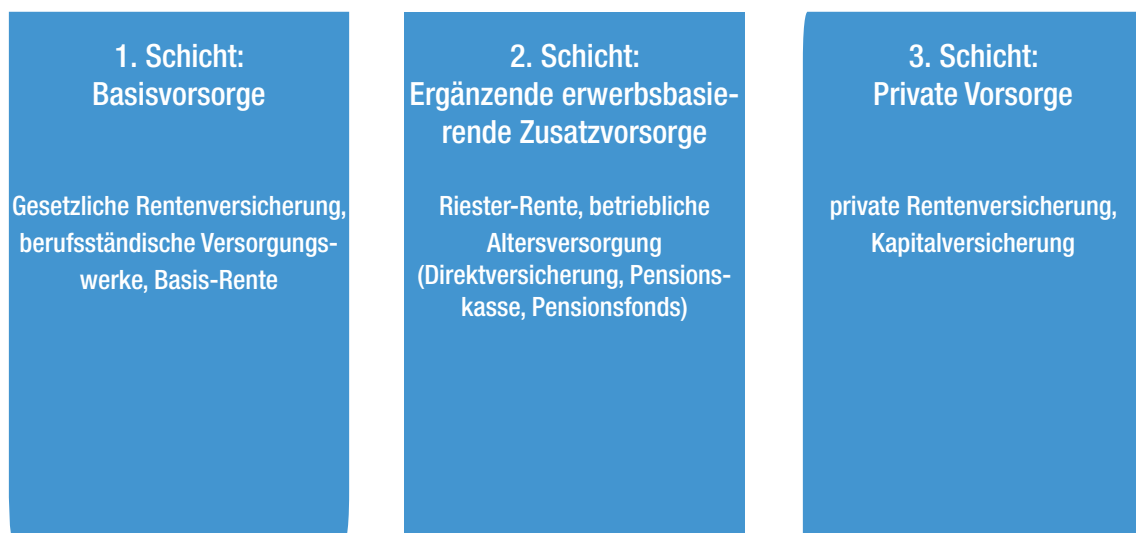 1. Schicht:
Basisvorsorge
Gesetzliche Rentenversicherung,
berufsständische Versorgungs-
werke, Basis-Rente
2. Schicht:
Ergänzende erwerbsbasie-
rende Zusatzvorsorge
Riester-Rente, betriebliche
Altersversorgung
(Direktversicherung, Pensions-
kasse, Pensionsfonds)
3. Schicht:
Private Vorsorge
private Rentenversicherung,
Kapitalversicherung